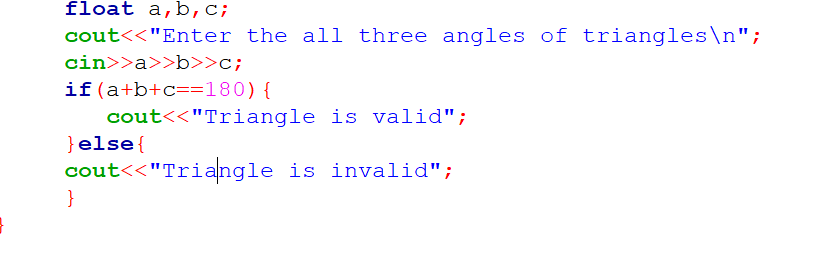 float a,b,c;
cout<<"Enter the all three angles of triangles\n";
cin>>a>>b>>c;
if(a+b+c==180){
cout<<"Triangle is valid";
}else{
cout<<"Triangle is invalid";
}
}